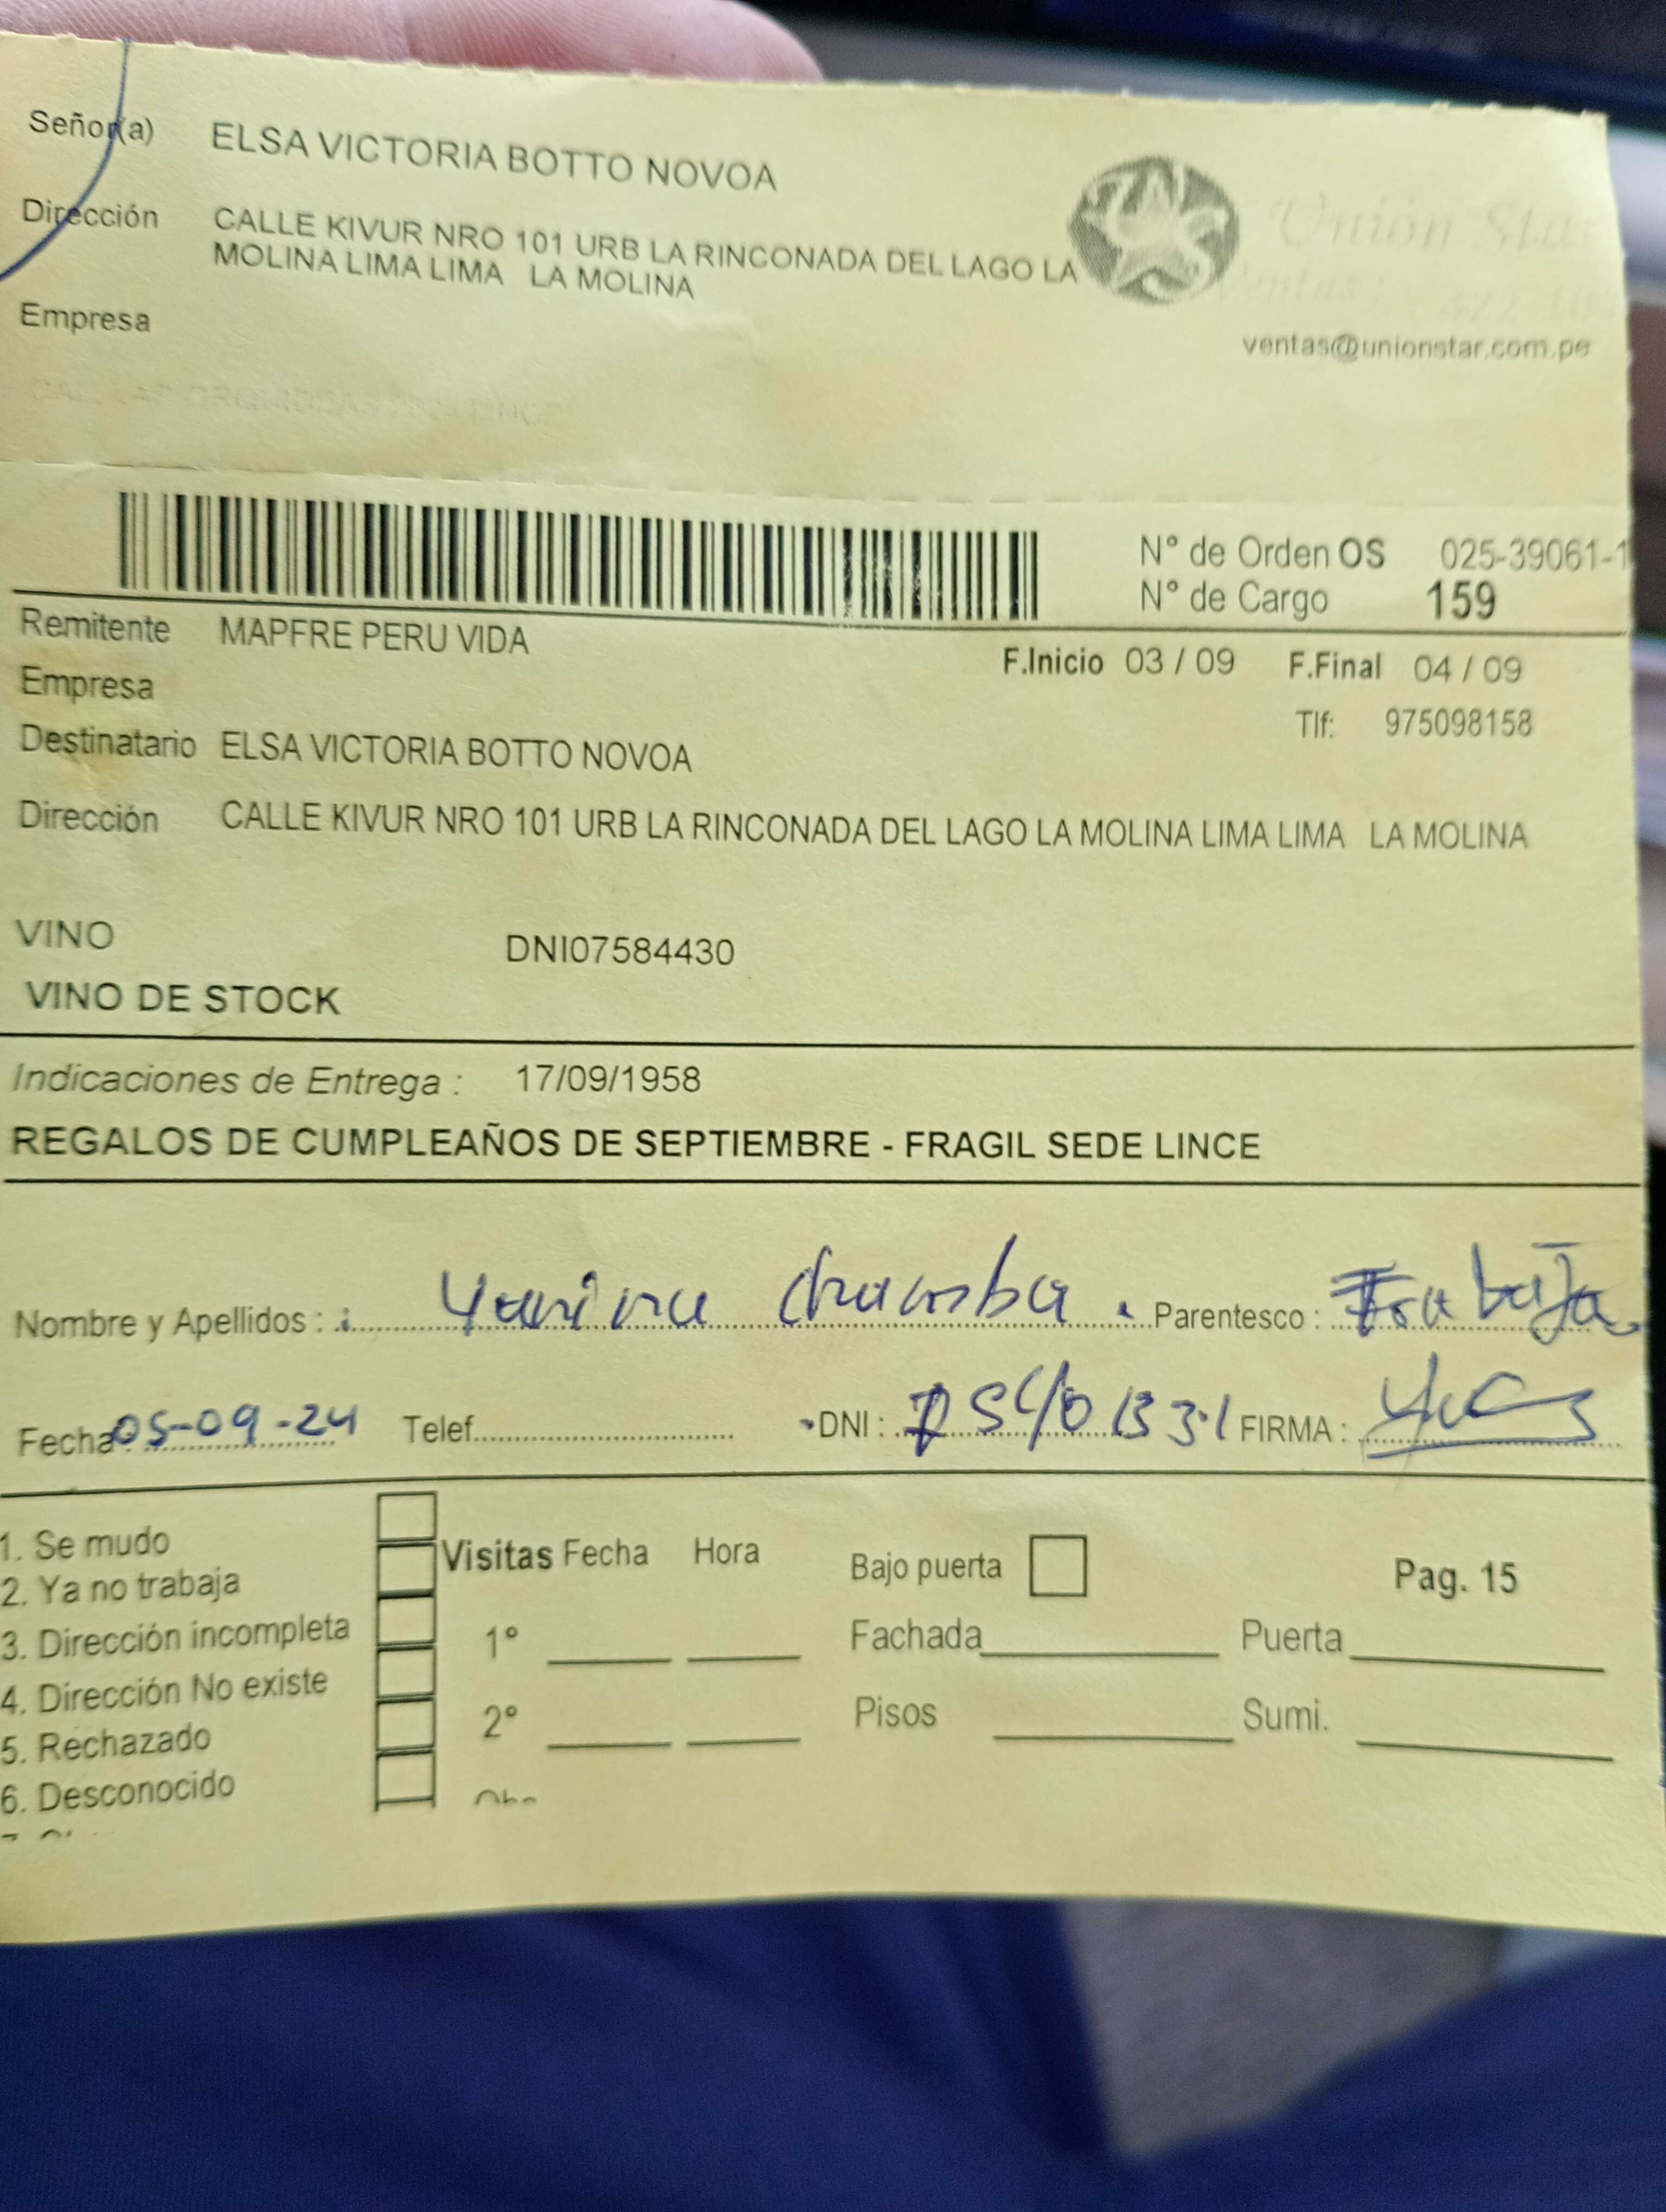 Señor(a) ELSA VICTORIA BOTTO NOVOA
Dirección CALLE KIVUR NRO 101 URB LA RINCONADA DEL LAGO LA
MOLINA LIMA LIMA LA MOLINA
Unión Star
Empresa
ventas@unionstar.com.pe
N° de Orden OS 025-39061-1
N° de Cargo 159
Remitente MAPFRE PERU VIDA
F.Inicio 03 / 09 F.Final 04 / 09
Empresa
Tlf: 975098158
Destinatario ELSA VICTORIA BOTTO NOVOA
Dirección CALLE KIVUR NRO 101 URB LA RINCONADA DEL LAGO LA MOLINA LIMA LIMA LA MOLINA
VINO DNI07584430
VINO DE STOCK
Indicaciones de Entrega : 17/09/1958
REGALOS DE CUMPLEAÑOS DE SEPTIEMBRE - FRAGIL SEDE LINCE
Nombre y Apellidos : Yanina Chamba Parentesco : Trabaja
Fecha: 05-09-24 Telef. DNI : FIRMA :
1. Se mudo
2. Ya no trabaja
3. Dirección incompleta
4. Dirección No existe
5. Rechazado
6. Desconocido
Visitas Fecha Hora
1°
2°
Bajo puerta
Fachada Puerta
Pisos Sumi.
Pag. 15